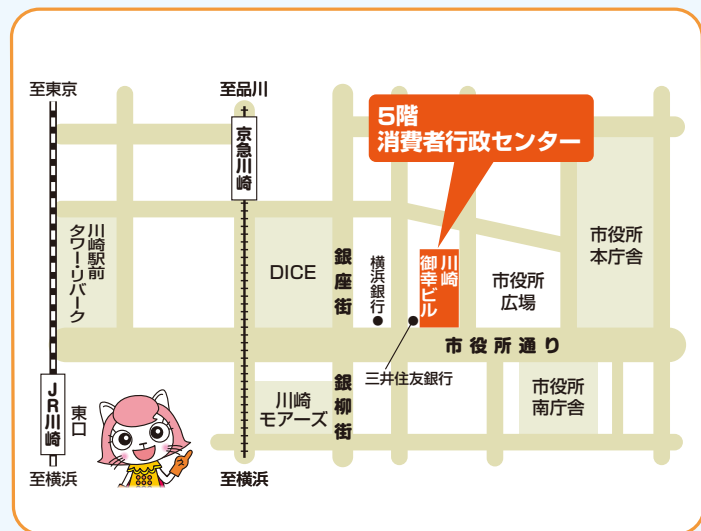 至東京
至品川
5階
消費者行政センター
京急川崎
川崎駅前
タワー・リバーク
DICE
銀座街
横浜銀行
川崎
御幸ビル
市役所
広場
市役所
本庁舎
市役所通り
三井住友銀行
JR川崎
東口
川崎
モアーズ
銀柳街
市役所
南庁舎
至横浜
至横浜